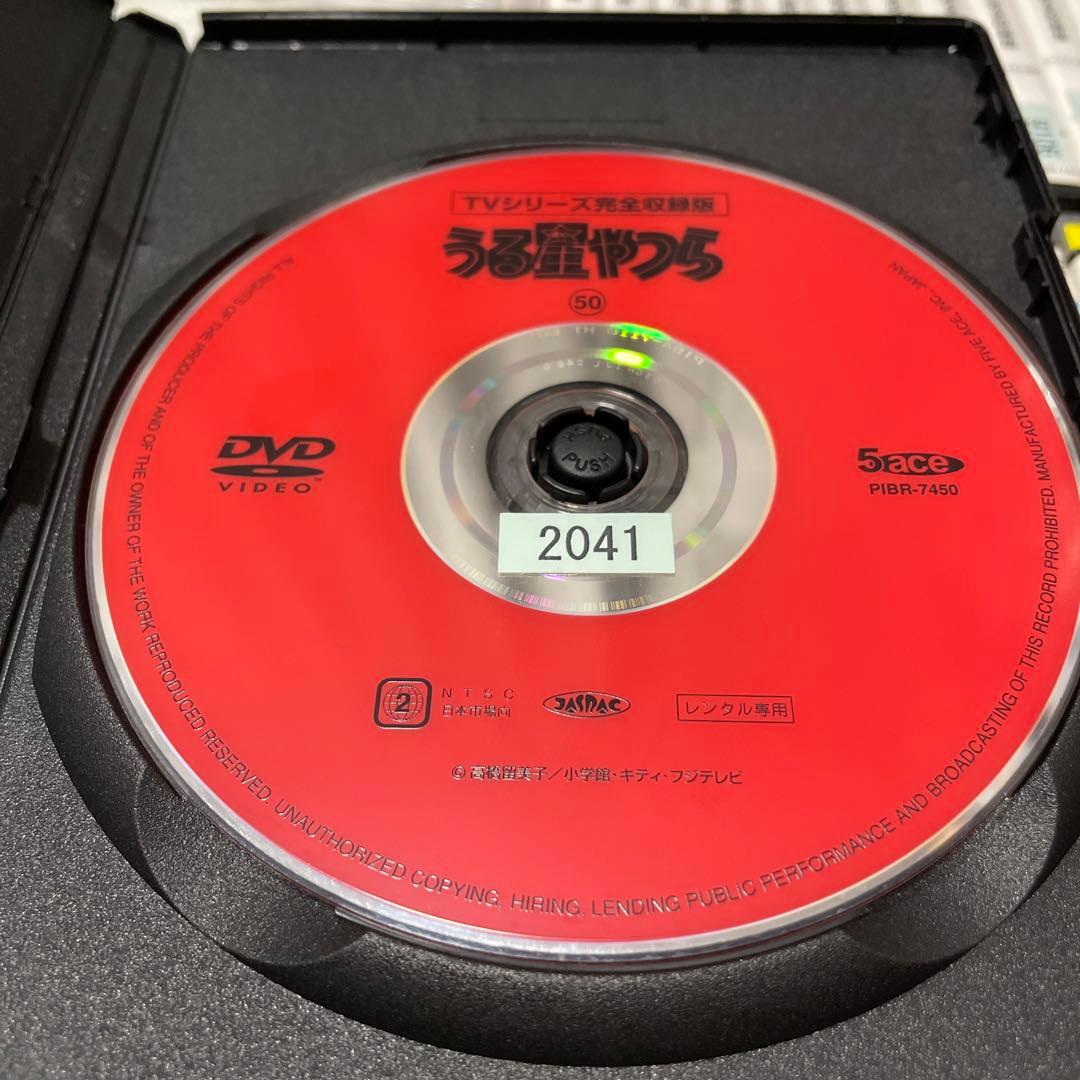 TVシリーズ完全収録版
うる星やつら
50
DVD
VIDEO
TM
5ace
PIBR-7450
PUSH
2041
2
NTSC
日本市場向
JASRAC
レンタル専用
© 高橋留美子／小学館・キティ・フジテレビ
ALL RIGHTS OF THE PRODUCER AND OF THE OWNER OF THE WORK REPRODUCED RESERVED. UNAUTHORIZED COPYING, HIRING, LENDING PUBLIC PERFORMANCE AND BROADCASTING OF THIS RECORD PROHIBITED. MANUFACTURED BY FIVE ACE, INC., JAPAN